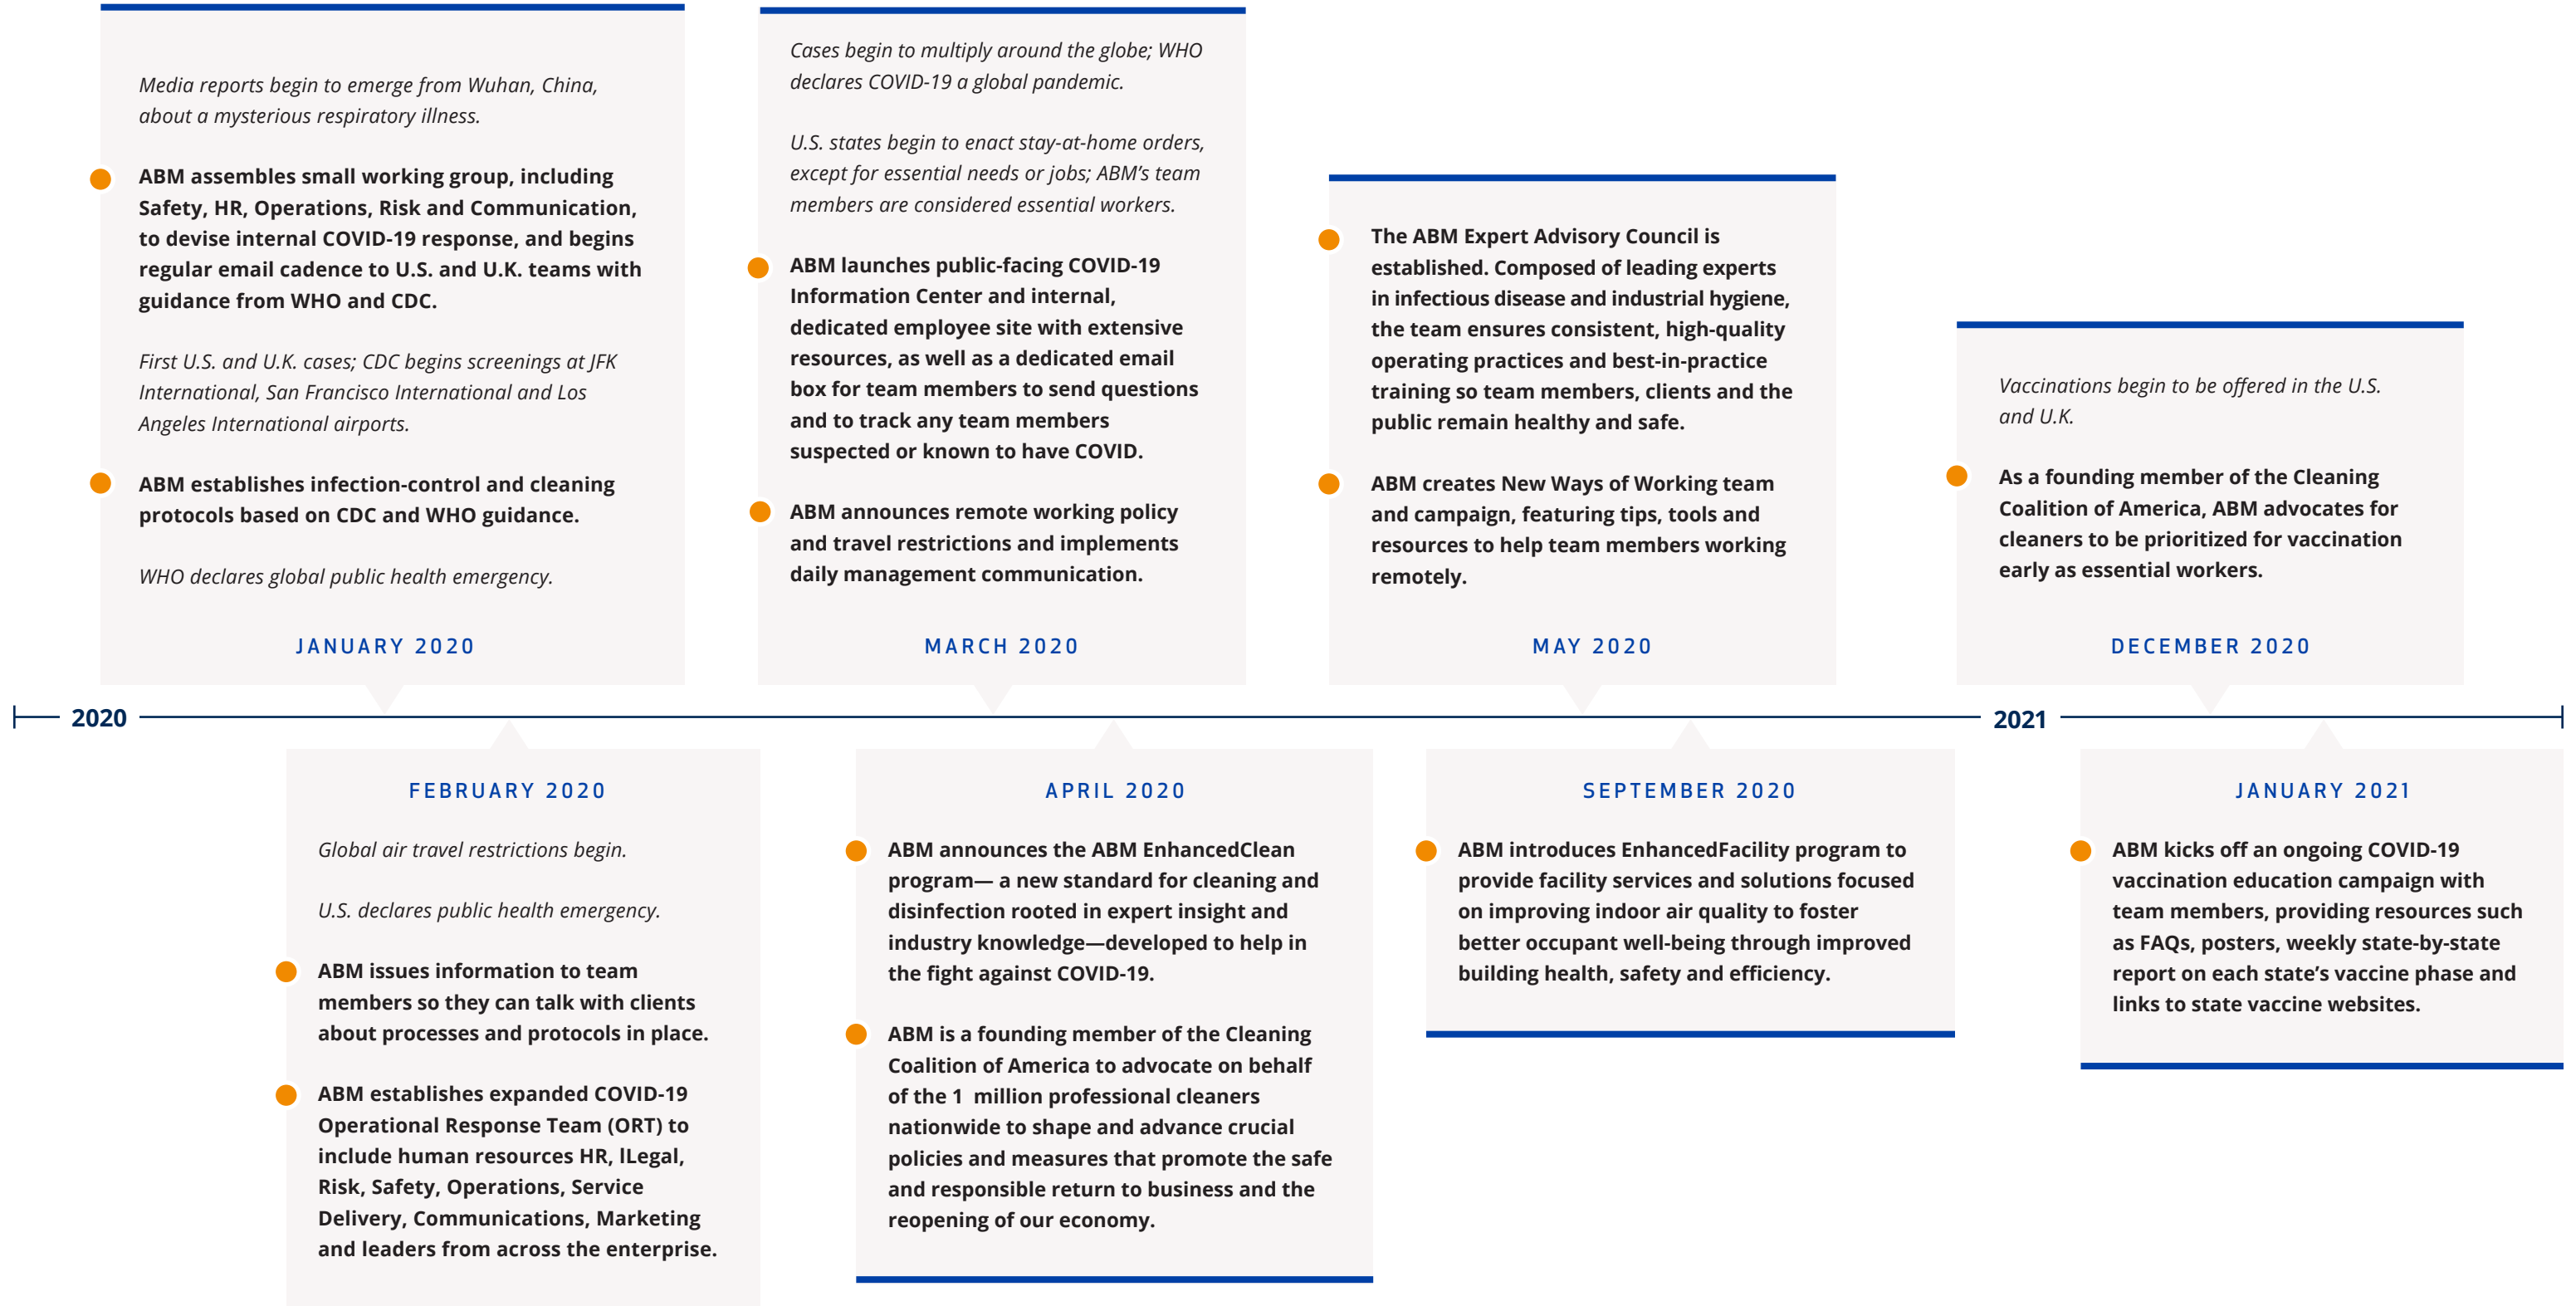 Media reports begin to emerge from Wuhan, China,
about a mysterious respiratory illness.
ABM assembles small working group, including
Safety, HR, Operations, Risk and Communication,
to devise internal COVID-19 response, and begins
regular email cadence to U.S. and U.K. teams with
guidance from WHO and CDC.
First U.S. and U.K. cases; CDC begins screenings at JFK
International, San Francisco International and Los
Angeles International airports.
ABM establishes infection-control and cleaning
protocols based on CDC and WHO guidance.
WHO declares global public health emergency.
JANUARY 2020
Cases begin to multiply around the globe; WHO
declares COVID-19 a global pandemic.
U.S. states begin to enact stay-at-home orders,
except for essential needs or jobs; ABM’s team
members are considered essential workers.
ABM launches public-facing COVID-19
Information Center and internal,
dedicated employee site with extensive
resources, as well as a dedicated email
box for team members to send questions
and to track any team members
suspected or known to have COVID.
ABM announces remote working policy
and travel restrictions and implements
daily management communication.
MARCH 2020
The ABM Expert Advisory Council is
established. Composed of leading experts
in infectious disease and industrial hygiene,
the team ensures consistent, high-quality
operating practices and best-in-practice
training so team members, clients and the
public remain healthy and safe.
ABM creates New Ways of Working team
and campaign, featuring tips, tools and
resources to help team members working
remotely.
MAY 2020
Vaccinations begin to be offered in the U.S.
and U.K.
As a founding member of the Cleaning
Coalition of America, ABM advocates for
cleaners to be prioritized for vaccination
early as essential workers.
DECEMBER 2020
2020
2021
FEBRUARY 2020
Global air travel restrictions begin.
U.S. declares public health emergency.
ABM issues information to team
members so they can talk with clients
about processes and protocols in place.
ABM establishes expanded COVID-19
Operational Response Team (ORT) to
include human resources HR, lLegal,
Risk, Safety, Operations, Service
Delivery, Communications, Marketing
and leaders from across the enterprise.
APRIL 2020
ABM announces the ABM EnhancedClean
program— a new standard for cleaning and
disinfection rooted in expert insight and
industry knowledge—developed to help in
the fight against COVID-19.
ABM is a founding member of the Cleaning
Coalition of America to advocate on behalf
of the 1  million professional cleaners
nationwide to shape and advance crucial
policies and measures that promote the safe
and responsible return to business and the
reopening of our economy.
SEPTEMBER 2020
ABM introduces EnhancedFacility program to
provide facility services and solutions focused
on improving indoor air quality to foster
better occupant well-being through improved
building health, safety and efficiency.
JANUARY 2021
ABM kicks off an ongoing COVID-19
vaccination education campaign with
team members, providing resources such
as FAQs, posters, weekly state-by-state
report on each state’s vaccine phase and
links to state vaccine websites.